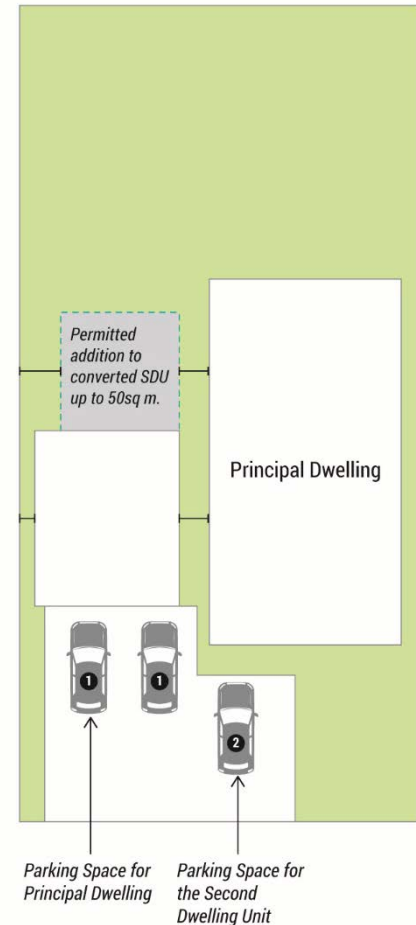 Permitted
addition to
converted SDU
up to 50sq m.
Principal Dwelling
1
1
2
Parking Space for
Principal Dwelling
Parking Space for
the Second
Dwelling Unit